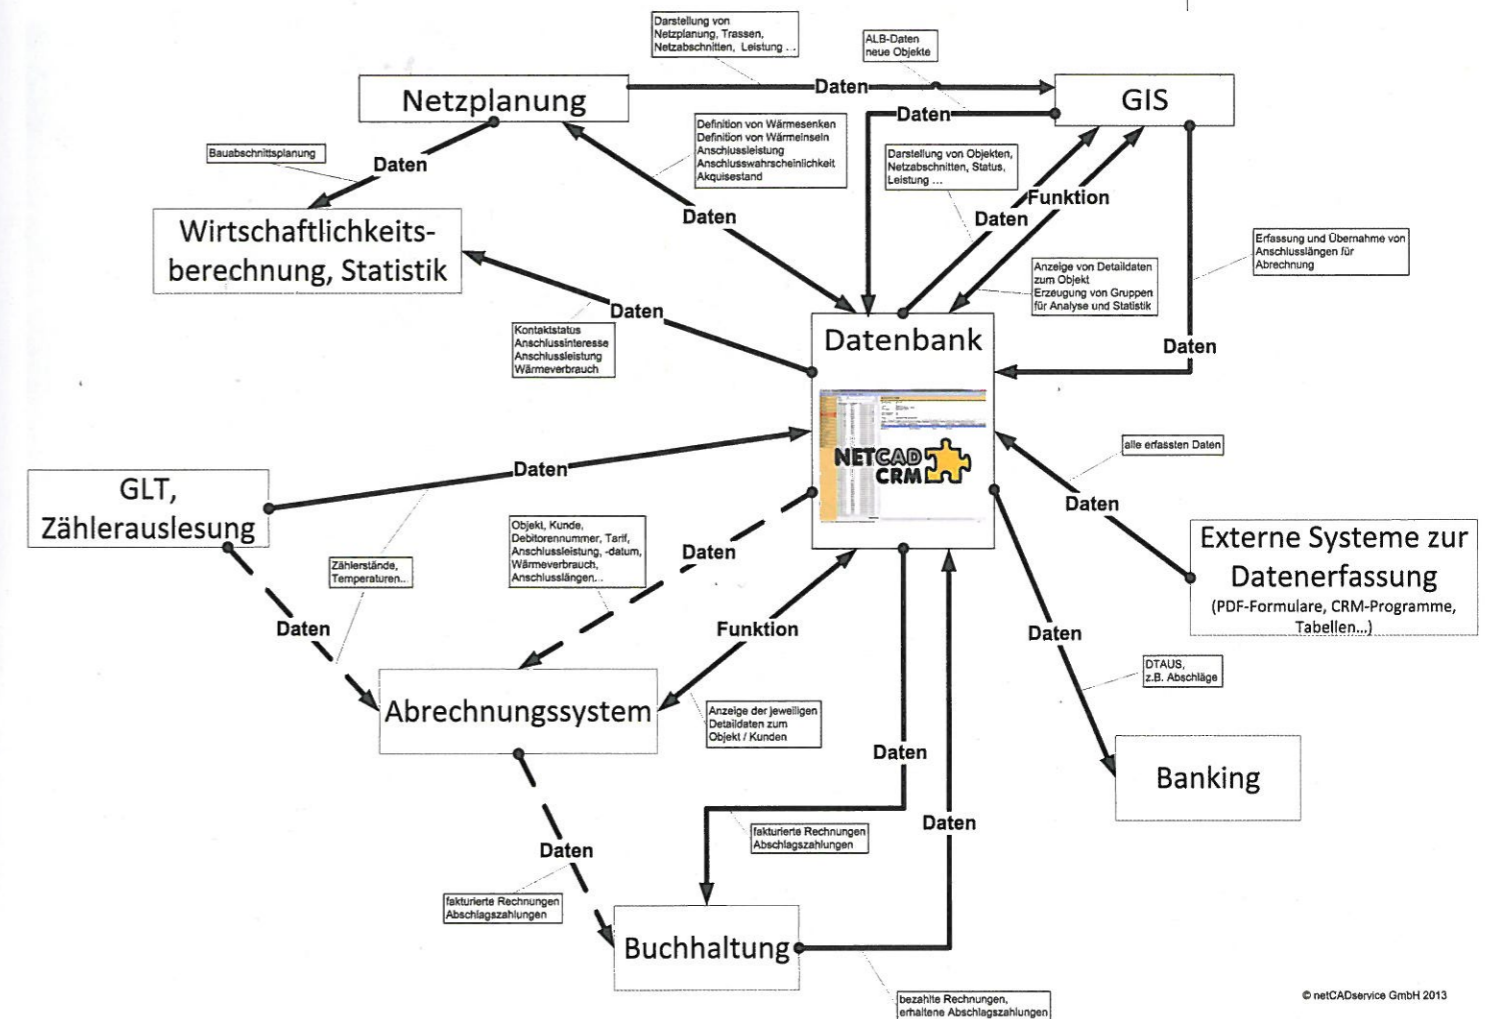 Darstellung von
Netzplanung, Trassen,
Netzabschnitten, Leistung ...
ALB-Daten
neue Objekte
Netzplanung
Daten
GIS
Daten
Definition von Wärmesenken
Definition von Wärmeinseln
Anschlussleistung
Anschlusswahrscheinlichkeit
Akquisestand
Bauabschnittsplanung
Daten
Darstellung von Objekten,
Netzabschnitten, Status,
Leistung ...
Funktion
Daten
Daten
Wirtschaftlichkeits-
berechnung, Statistik
Erfassung und Übernahme von
Anschlusslängen für
Abrechnung
Anzeige von Detaildaten
zum Objekt
Erzeugung von Gruppen
für Analyse und Statistik
Daten
Kontaktstatus
Anschlussinteresse
Anschlussleistung
Wärmeverbrauch
Datenbank
Daten
NETCAD
CRM
alle erfassten Daten
Daten
GLT,
Zählerauslesung
Daten
Objekt, Kunde,
Debitorennummer, Tarif,
Anschlussleistung, -datum,
Wärmeverbrauch,
Anschlusslängen...
Daten
Externe Systeme zur
Datenerfassung
(PDF-Formulare, CRM-Programme,
Tabellen...)
Zählerstände,
Temperaturen...
Daten
Funktion
Daten
DTAUS,
z.B. Abschläge
Abrechnungssystem
Anzeige der jeweiligen
Detaildaten zum
Objekt / Kunden
Daten
Banking
Daten
fakturierte Rechnungen
Abschlagszahlungen
Daten
fakturierte Rechnungen
Abschlagszahlungen
Buchhaltung
bezahlte Rechnungen,
erhaltene Abschlagszahlungen
© netCADservice GmbH 2013